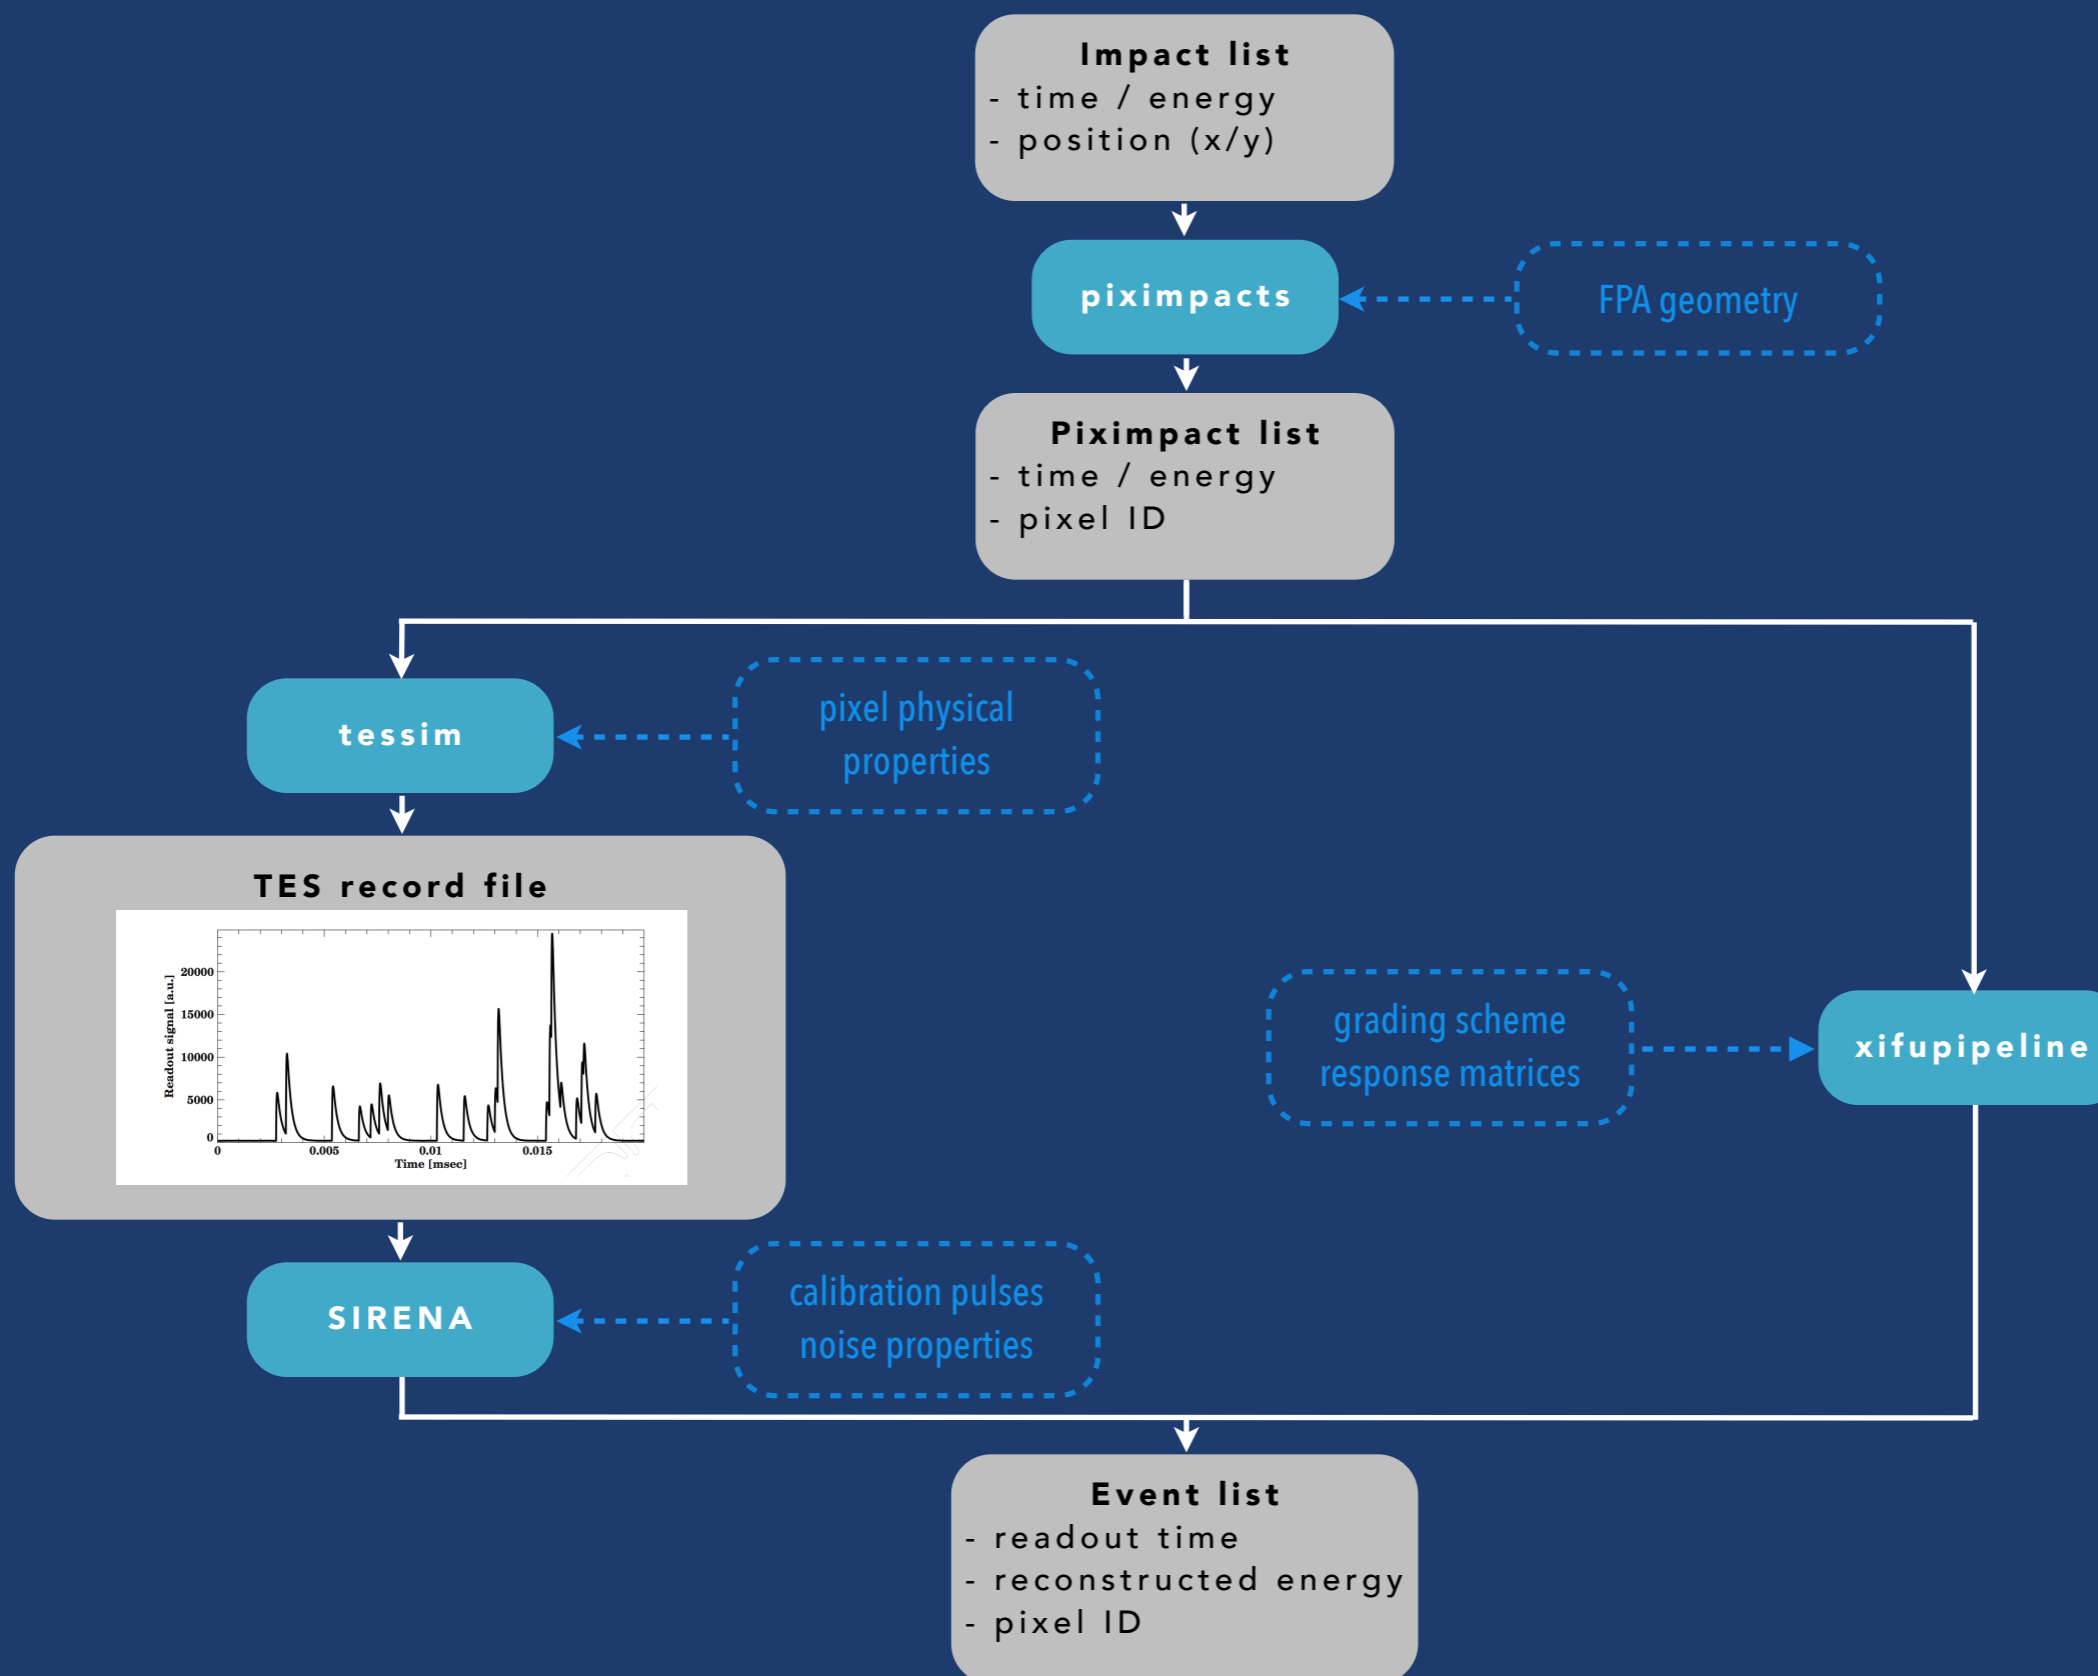 Impact list
- time / energy
- position (x/y)
piximpacts
FPA geometry
Piximpact list
- time / energy
- pixel ID
tessim
pixel physical
properties
TES record file
Readout signal [a.u.]
20000
15000
10000
5000
0
0 0.005 0.01 0.015
Time [msec]
grading scheme
response matrices
xifupipeline
SIRENA
calibration pulses
noise properties
Event list
- readout time
- reconstructed energy
- pixel ID